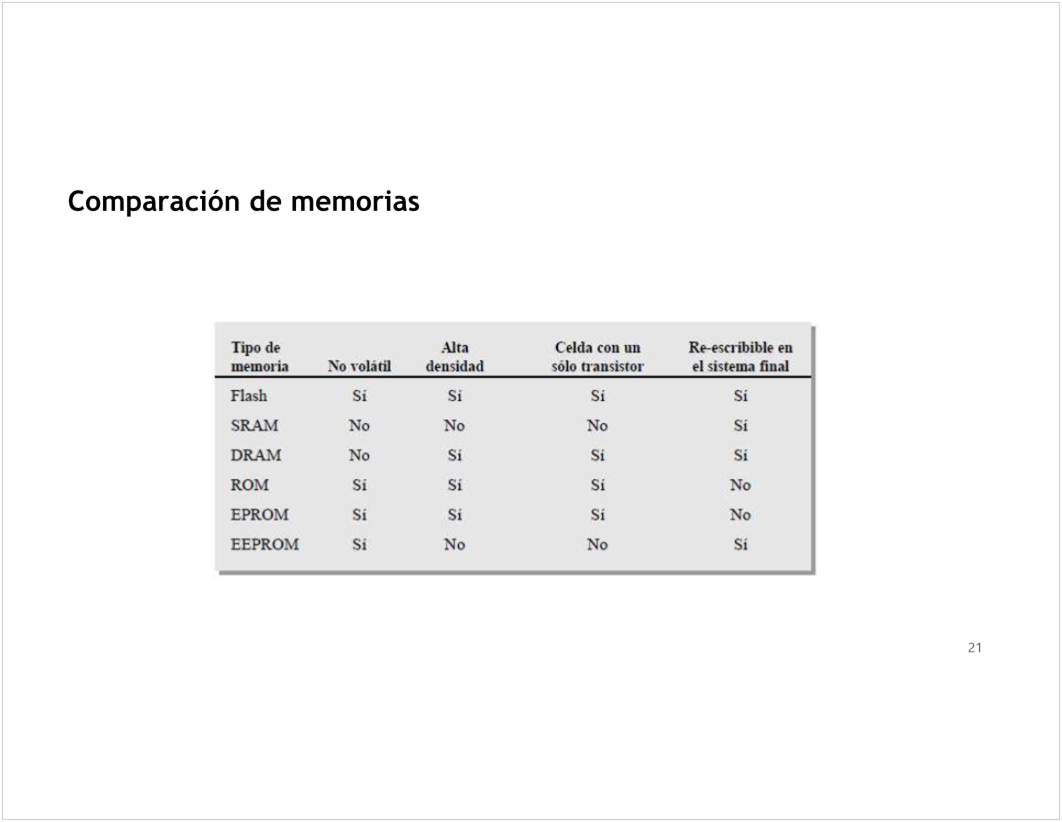 Comparación de memorias
Tipo de memoria No volátil Alta densidad Celda con un sólo transistor Re-escribible en el sistema final
Flash Sí Sí Sí Sí
SRAM No No No Sí
DRAM No Sí Sí Sí
ROM Sí Sí Sí No
EPROM Sí Sí Sí No
EEPROM Sí No No Sí
21